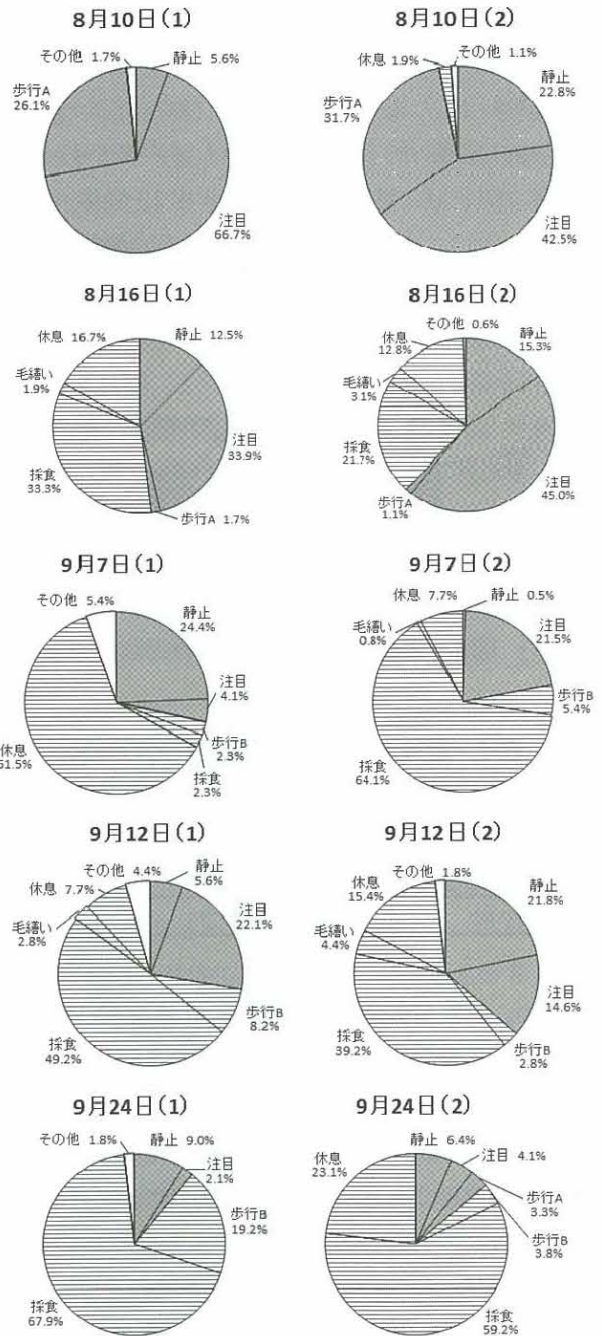 8月10日(1)
その他 1.7%
静止 5.6%
歩行A
26.1%
注目
66.7%
8月10日(2)
休息 1.9%
その他 1.1%
静止
22.8%
歩行A
31.7%
注目
42.5%
8月16日(1)
休息 16.7%
静止 12.5%
毛繕い
1.9%
注目
33.9%
採食
33.3%
歩行A 1.7%
8月16日(2)
その他 0.6%
休息
12.8%
静止
15.3%
毛繕い
3.1%
採食
21.7%
歩行A
1.1%
注目
45.0%
9月7日(1)
その他 5.4%
静止
24.4%
注目
4.1%
歩行B
2.3%
採食
2.3%
休息
61.5%
9月7日(2)
休息 7.7%
静止 0.5%
毛繕い
0.8%
注目
21.5%
歩行B
5.4%
採食
64.1%
9月12日(1)
その他 4.4%
静止
5.6%
休息 7.7%
毛繕い
2.8%
注目
22.1%
歩行B
8.2%
採食
49.2%
9月12日(2)
その他 1.8%
休息
15.4%
静止
21.8%
毛繕い
4.4%
注目
14.6%
歩行B
2.8%
採食
39.2%
9月24日(1)
その他 1.8%
静止 9.0%
注目
2.1%
歩行B
19.2%
採食
67.9%
9月24日(2)
静止 6.4%
注目 4.1%
休息
23.1%
歩行A
3.3%
歩行B
3.8%
採食
59.2%